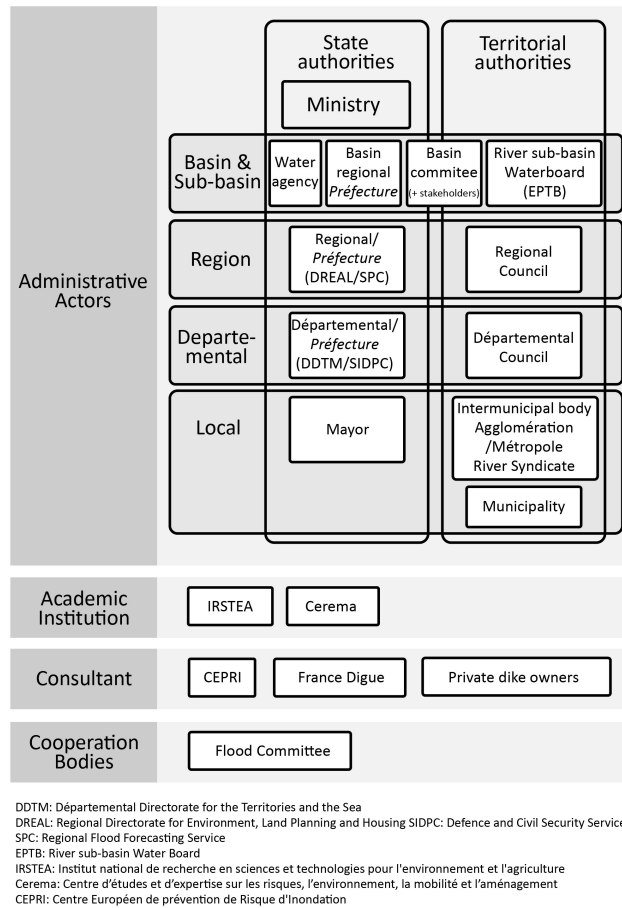 State
authorities
Territorial
authorities
Ministry
Administrative
Actors
Basin &
Sub-basin
Water
agency
Basin
regional
Préfecture
Basin
commitee
(+ stakeholders)
River sub-basin
Waterboard
(EPTB)
Region
Regional/
Préfecture
(DREAL/SPC)
Regional
Council
Departe-
mental
Départemental/
Préfecture
(DDTM/SIDPC)
Départemental
Council
Local
Mayor
Intermunicipal body
Agglomération
/Métropole
River Syndicate
Municipality
Academic
Institution
IRSTEA
Cerema
Consultant
CEPRI
France Digue
Private dike owners
Cooperation
Bodies
Flood Committee
DDTM: Départemental Directorate for the Territories and the Sea
DREAL: Regional Directorate for Environment, Land Planning and Housing SIDPC: Defence and Civil Security Service
SPC: Regional Flood Forecasting Service
EPTB: River sub-basin Water Board
IRSTEA: Institut national de recherche en sciences et technologies pour l'environnement et l'agriculture
Cerema: Centre d’études et d’expertise sur les risques, l’environnement, la mobilité et l’aménagement
CEPRI: Centre Européen de prévention de Risque d'Inondation